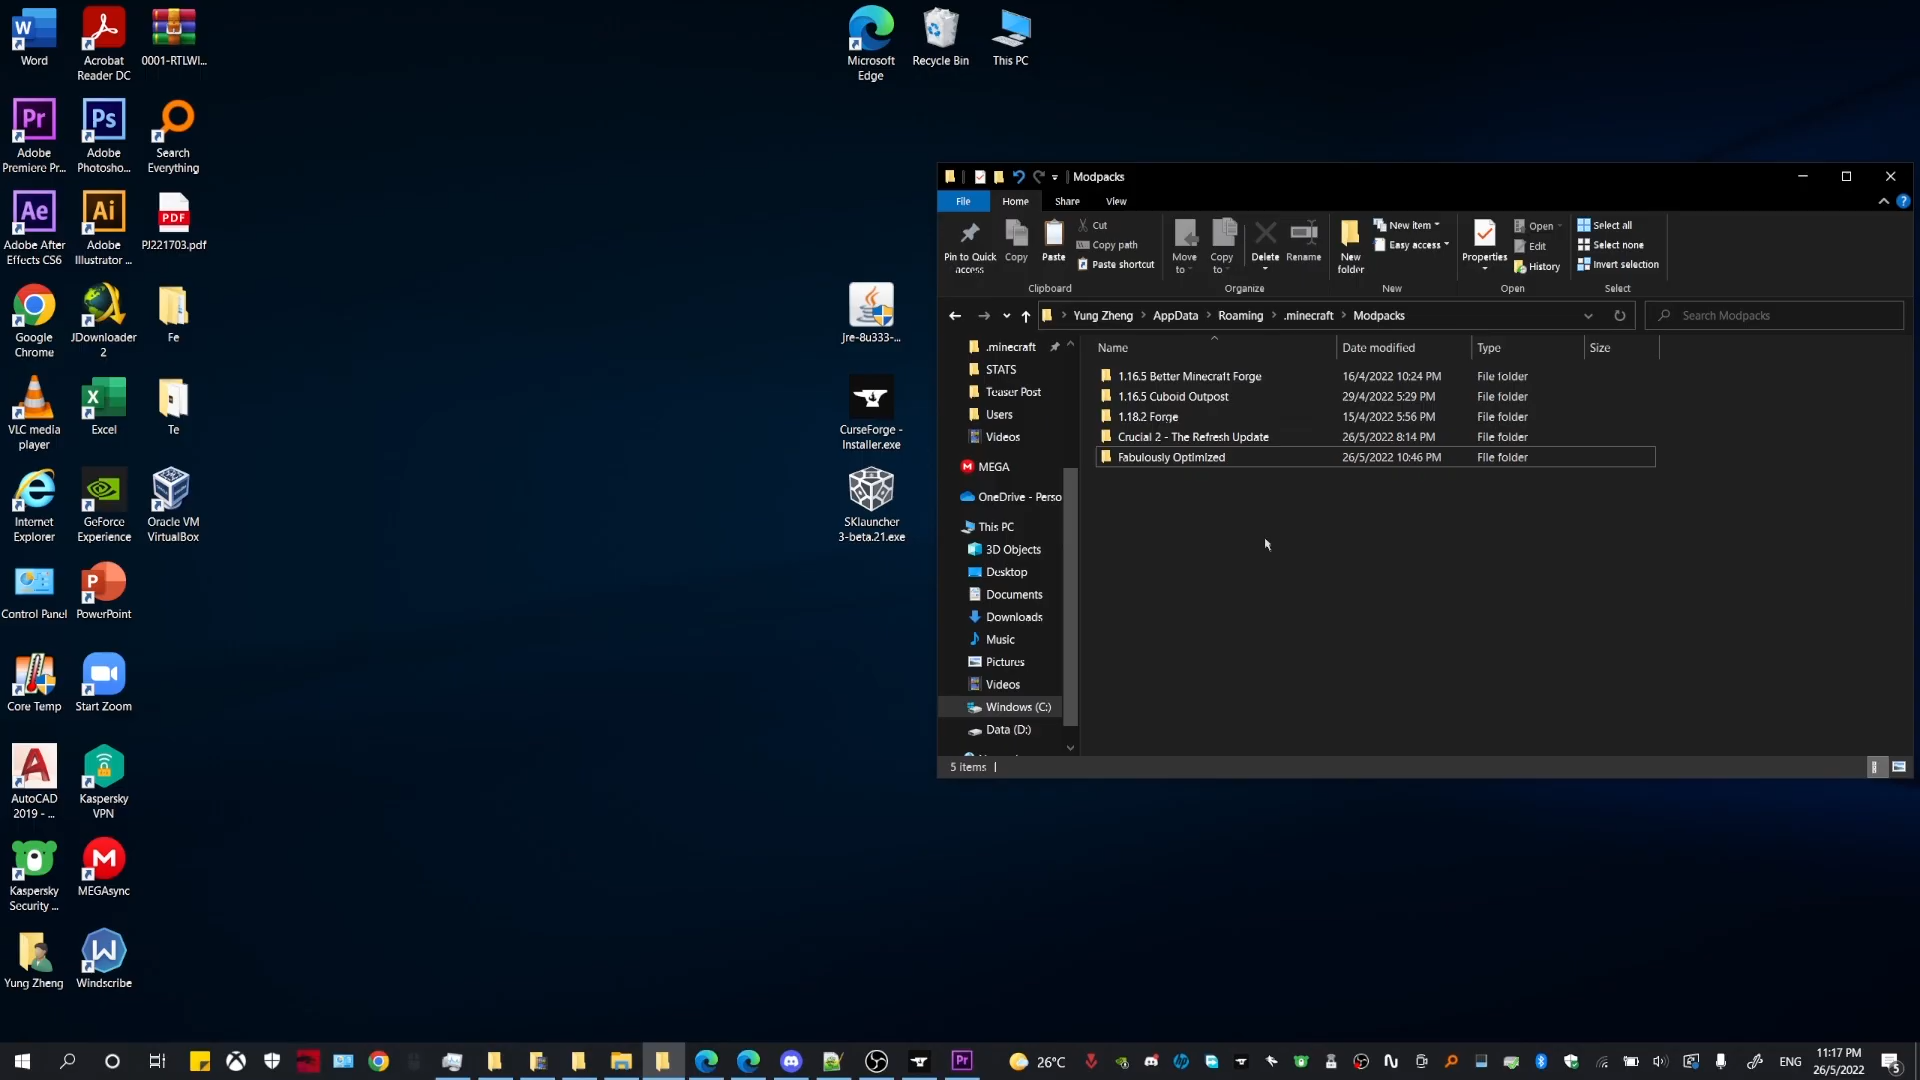 Word
Acrobat
Reader DC
0001-RTLWI...
Adobe
Premiere Pr...
Adobe
Photosho...
Search
Everything
Adobe After
Effects CS6
Adobe
Illustrator ...
PJ221703.pdf
Google
Chrome
JDownloader
2
Fe
VLC media
player
Excel
Te
Internet
Explorer
GeForce
Experience
Oracle VM
VirtualBox
Control Panel
PowerPoint
Core Temp
Start Zoom
AutoCAD
2019 - ...
Kaspersky
VPN
Kaspersky
Security ...
MEGAsync
Yung Zheng
Windscribe
Microsoft
Edge
Recycle Bin
This PC
Jre-8u333-...
CurseForge -
Installer.exe
SKlauncher
3-beta.21.exe
Modpacks
File Home Share View
Pin to Quick
access
Copy
Paste
Cut
Copy path
Paste shortcut
Clipboard
Move
to
Copy
to
Delete
Rename
Organize
New
folder
New item
Easy access
New
Properties
Open
Edit
History
Open
Select all
Select none
Invert selection
Select
Yung Zheng > AppData > Roaming > .minecraft > Modpacks
Search Modpacks
.minecraft
STATS
Teaser Post
Users
Videos
MEGA
OneDrive - Perso
This PC
3D Objects
Desktop
Documents
Downloads
Music
Pictures
Videos
Windows (C:)
Data (D:)
Name Date modified Type Size
1.16.5 Better Minecraft Forge 16/4/2022 10:24 PM File folder
1.16.5 Cuboid Outpost 29/4/2022 5:29 PM File folder
1.18.2 Forge 15/4/2022 5:56 PM File folder
Crucial 2 - The Refresh Update 26/5/2022 8:14 PM File folder
Fabulously Optimized 26/5/2022 10:46 PM File folder
5 items
26°C
ENG
11:17 PM
26/5/2022
5